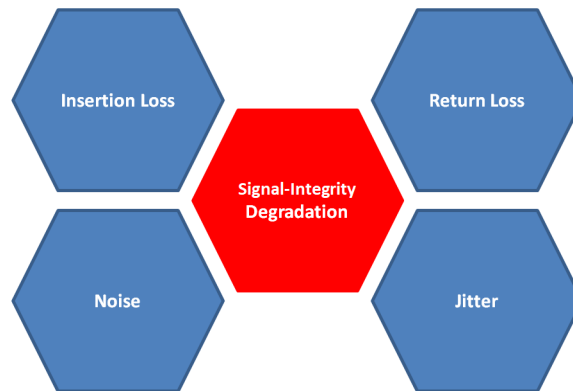 Insertion Loss
Return Loss
Signal-Integrity
Degradation
Noise
Jitter